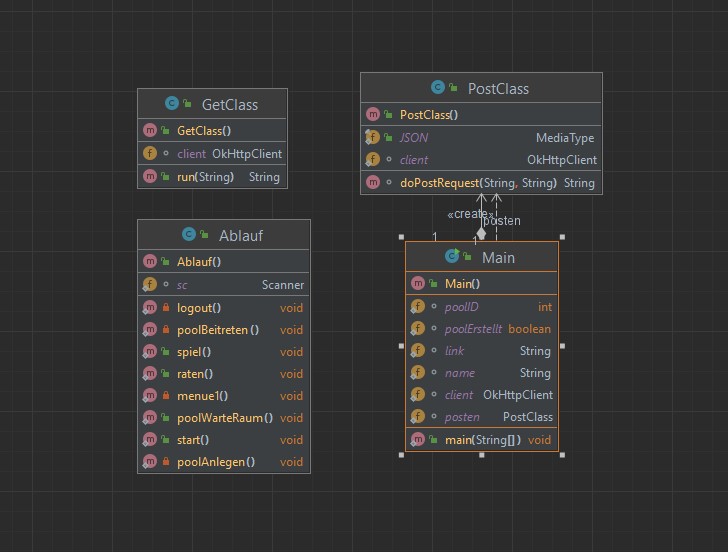 GetClass
GetClass()
client OkHttpClient
run(String) String
PostClass
PostClass()
JSON MediaType
client OkHttpClient
doPostRequest(String, String) String
«create»
posten
1
1
Ablauf
Ablauf()
sc Scanner
logout() void
poolBeitreten() void
spiel() void
raten() void
menue1() void
poolWarteRaum() void
start() void
poolAnlegen() void
Main
Main()
poolID int
poolErstellt boolean
link String
name String
client OkHttpClient
posten PostClass
main(String[]) void